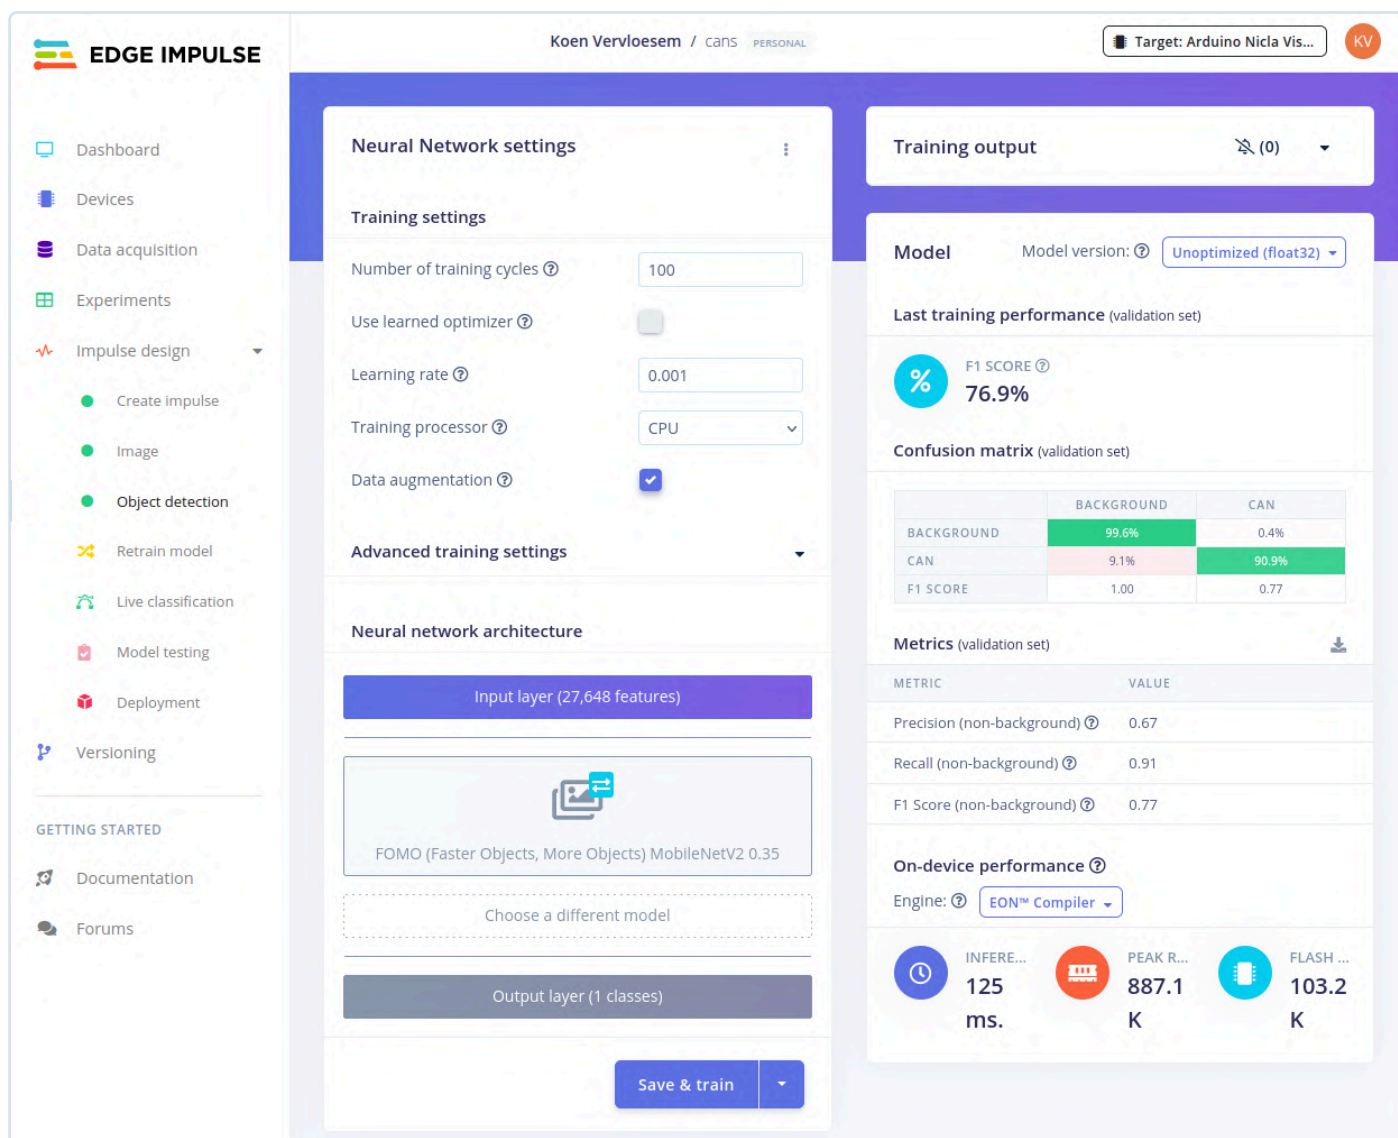 EDGE IMPULSE
Koen Vervloesem / cans PERSONAL
Target: Arduino Nicla Vis...
KV
Dashboard
Devices
Data acquisition
Experiments
Impulse design
Create impulse
Image
Object detection
Retrain model
Live classification
Model testing
Deployment
Versioning
GETTING STARTED
Documentation
Forums
Neural Network settings
Training settings
Number of training cycles ? 100
Use learned optimizer ?
Learning rate ? 0.001
Training processor ? CPU
Data augmentation ?
Advanced training settings
Neural network architecture
Input layer (27,648 features)
FOMO (Faster Objects, More Objects) MobileNetV2 0.35
Choose a different model
Output layer (1 classes)
Save & train
Training output (0)
Model Model version: ? Unoptimized (float32)
Last training performance (validation set)
%
F1 SCORE ?
76.9%
Confusion matrix (validation set)
BACKGROUND CAN
BACKGROUND 99.6% 0.4%
CAN 9.1% 90.9%
F1 SCORE 1.00 0.77
Metrics (validation set)
METRIC VALUE
Precision (non-background) ? 0.67
Recall (non-background) ? 0.91
F1 Score (non-background) ? 0.77
On-device performance ?
Engine: ? EON™ Compiler
INFERE... PEAK R... FLASH ...
125 887.1 103.2
ms. K K